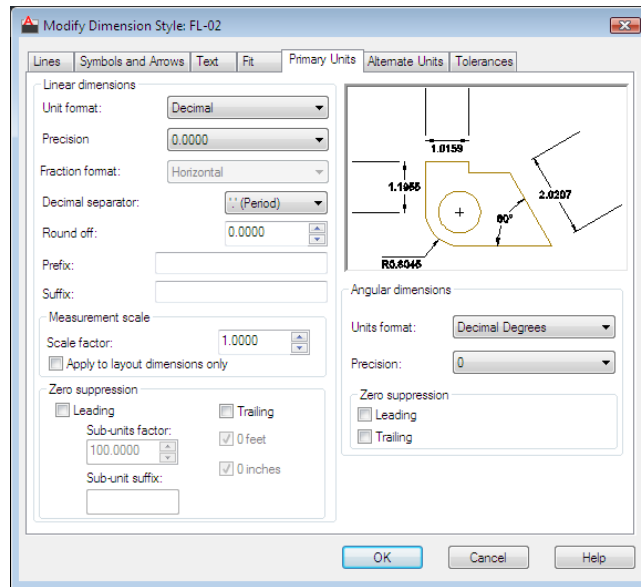 Modify Dimension Style: FL-02
Lines
Symbols and Arrows
Text
Fit
Primary Units
Alternate Units
Tolerances
Linear dimensions
Unit format:
Decimal
Precision
0.0000
Fraction format:
Horizontal
Decimal separator:
'.' (Period)
Round off:
0.0000
Prefix:
Suffix:
Measurement scale
Scale factor:
1.0000
Apply to layout dimensions only
Zero suppression
Leading
Trailing
Sub-units factor:
100.0000
0 feet
0 inches
Sub-unit suffix:
1.0159
1.1955
2.0207
60°
R0.8045
Angular dimensions
Units format:
Decimal Degrees
Precision:
0
Zero suppression
Leading
Trailing
OK
Cancel
Help